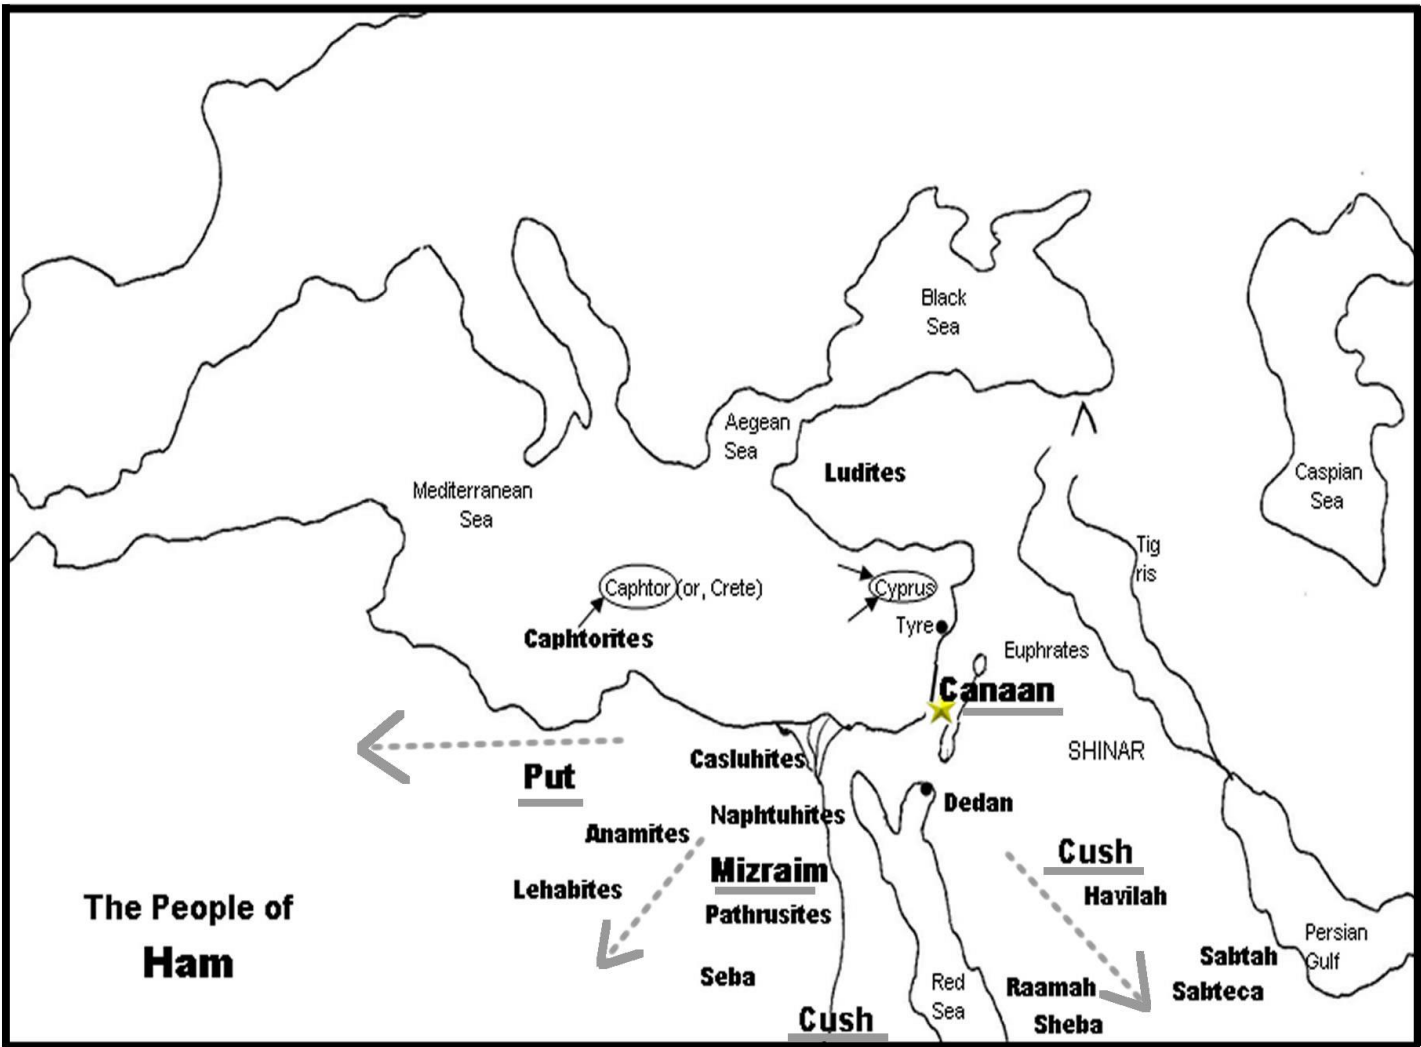 Black
Sea
Aegean
Sea
Ludites
Caspian
Sea
Mediterranean
Sea
Tig
ris
Caphtor (or, Crete)
Cyprus
Tyre
Caphtorites
Euphrates
Canaan
SHINAR
Casluhites
Put
Dedan
Naphtuhites
Anamites
Cush
Mizraim
Havilah
Lehabites
Pathrusites
The People of
Ham
Persian
Gulf
Sabtah
Seba
Red
Sea
Raamah
Sabteca
Cush
Sheba